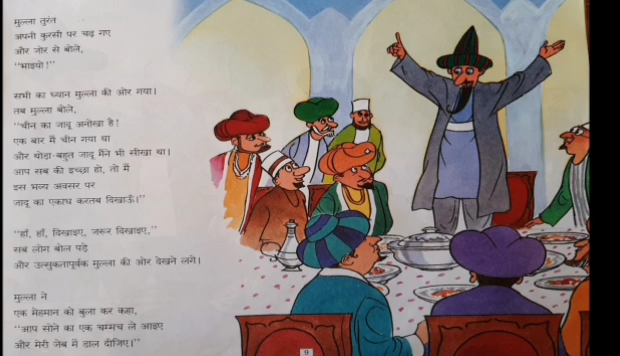 मुल्ला तुरंत
अपनी कुरसी पर चढ़ गए
और जोर से बोले,
"भाइयो!"
सभी का ध्यान मुल्ला की ओर गया।
तब मुल्ला बोले,
"चीन का जादू अनोखा है!
एक बार मैं चीन गया था
और थोड़ा-बहुत जादू मैंने भी सीखा था।
आप सब की इच्छा हो, तो मैं
इस भव्य अवसर पर
जादू का एकाध करतब दिखाऊँ।"
"हाँ, हाँ, दिखाइए, जरूर दिखाइए,"
सब लोग बोल पड़े
और उत्सुकतापूर्वक मुल्ला की ओर देखने लगे।
मुल्ला ने
एक मेहमान को बुला कर कहा,
"आप सोने का एक चम्मच ले आइए
और मेरी जेब में डाल दीजिए।"
9